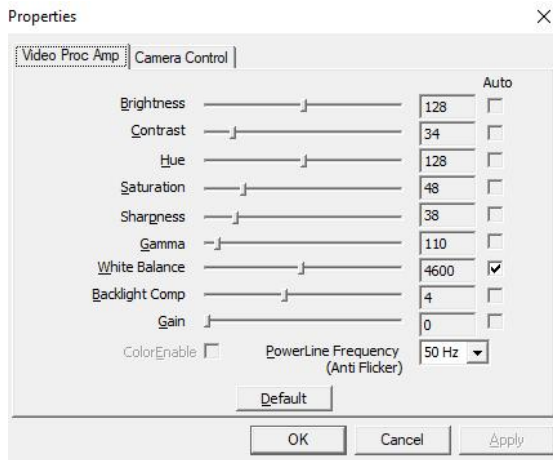 Properties
Video Proc Amp Camera Control
Auto
Brightness 128
Contrast 34
Hue 128
Saturation 48
Sharpness 38
Gamma 110
White Balance 4600
Backlight Comp 4
Gain 0
ColorEnable PowerLine Frequency 50 Hz
(Anti Flicker)
Default
OK Cancel Apply